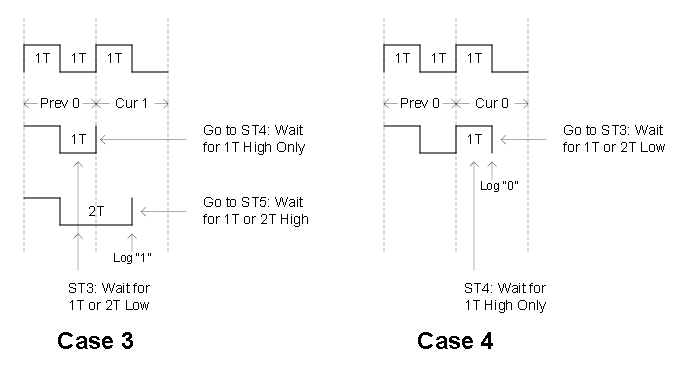 1T 1T 1T
Prev 0 Cur 1
1T
Go to ST4: Wait
for 1T High Only
2T
Go to ST5: Wait
for 1T or 2T High
Log "1"
ST3: Wait for
1T or 2T Low
Case 3
1T 1T 1T
Prev 0 Cur 0
1T
Go to ST3: Wait
for 1T or 2T Low
Log "0"
ST4: Wait for
1T High Only
Case 4